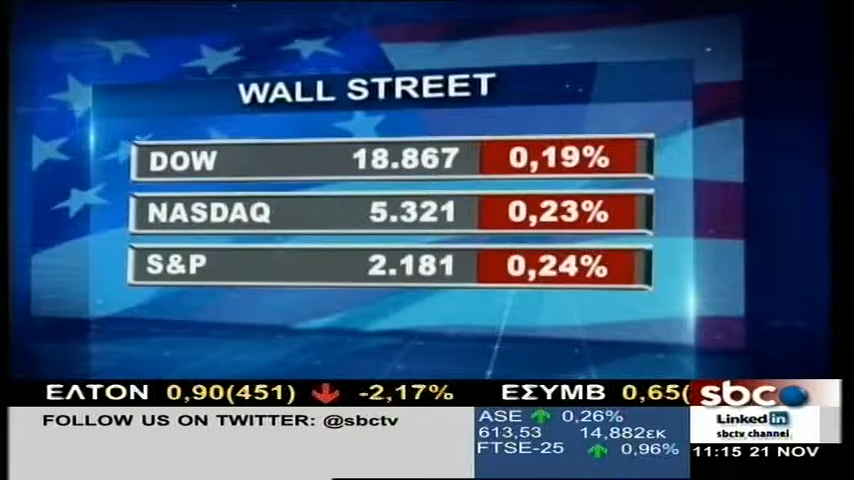 WALL STREET
DOW 18.867 0,19%
NASDAQ 5.321 0,23%
S&P 2.181 0,24%
ΕΛΤΟΝ 0,90(451) -2,17% ΕΣΥΜΒ 0,65(
sbc
FOLLOW US ON TWITTER: @sbctv
ASE 0,26%
613,53 14,882εκ
FTSE-25 0,96%
Linked in
sbctv channel
11:15 21 NOV